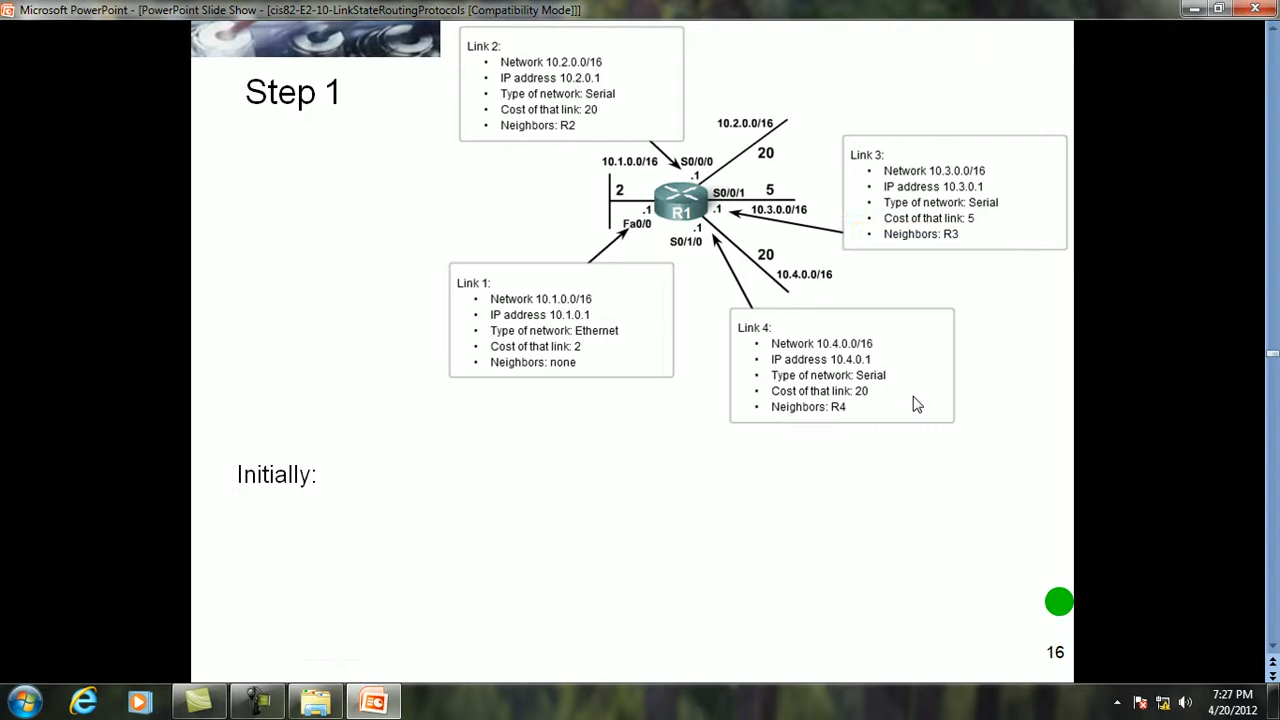 Microsoft PowerPoint - [PowerPoint Slide Show - [cis82-E2-10-LinkStateRoutingProtocols [Compatibility Mode]]]
Step 1
Link 2:
• Network 10.2.0.0/16
• IP address 10.2.0.1
• Type of network: Serial
• Cost of that link: 20
• Neighbors: R2
10.2.0.0/16
20
Link 3:
• Network 10.3.0.0/16
• IP address 10.3.0.1
• Type of network: Serial
• Cost of that link: 5
• Neighbors: R3
10.1.0.0/16
S0/0/0
.1
2
S0/0/1
5
.1
R1
.1
10.3.0.0/16
Fa0/0
.1
S0/1/0
20
10.4.0.0/16
Link 1:
• Network 10.1.0.0/16
• IP address 10.1.0.1
• Type of network: Ethernet
• Cost of that link: 2
• Neighbors: none
Link 4:
• Network 10.4.0.0/16
• IP address 10.4.0.1
• Type of network: Serial
• Cost of that link: 20
• Neighbors: R4
Initially:
16
7:27 PM
4/20/2012